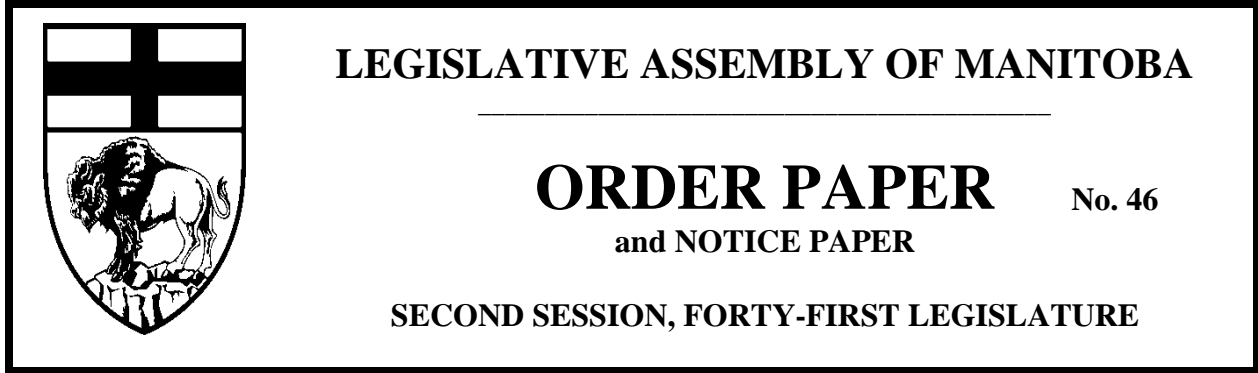 LEGISLATIVE ASSEMBLY OF MANITOBA
ORDER PAPER No. 46
and NOTICE PAPER
SECOND SESSION, FORTY-FIRST LEGISLATURE